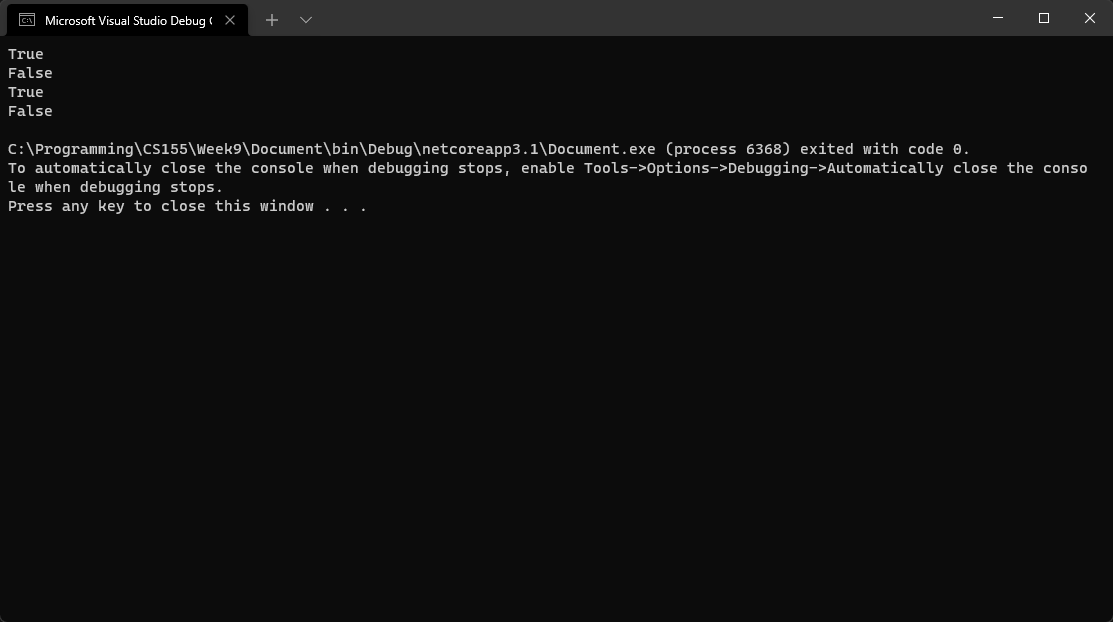 Microsoft Visual Studio Debug
True
False
True
False
C:\Programming\CS155\Week9\Document\bin\Debug\netcoreapp3.1\Document.exe (process 6368) exited with code 0.
To automatically close the console when debugging stops, enable Tools->Options->Debugging->Automatically close the conso
le when debugging stops.
Press any key to close this window . . .